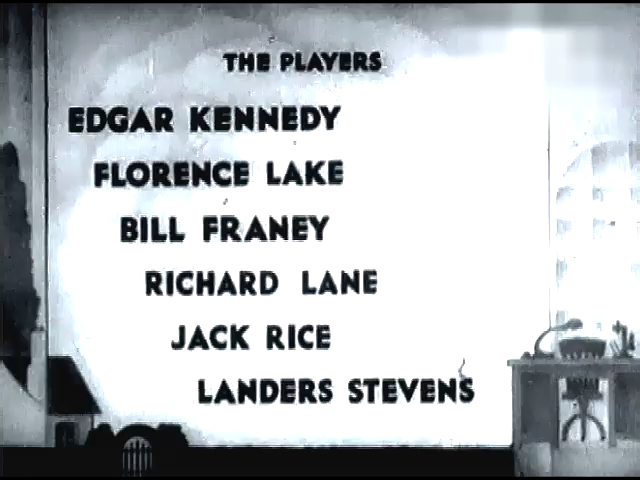 THE PLAYERS
EDGAR KENNEDY
FLORENCE LAKE
BILL FRANEY
RICHARD LANE
JACK RICE
LANDERS STEVENS